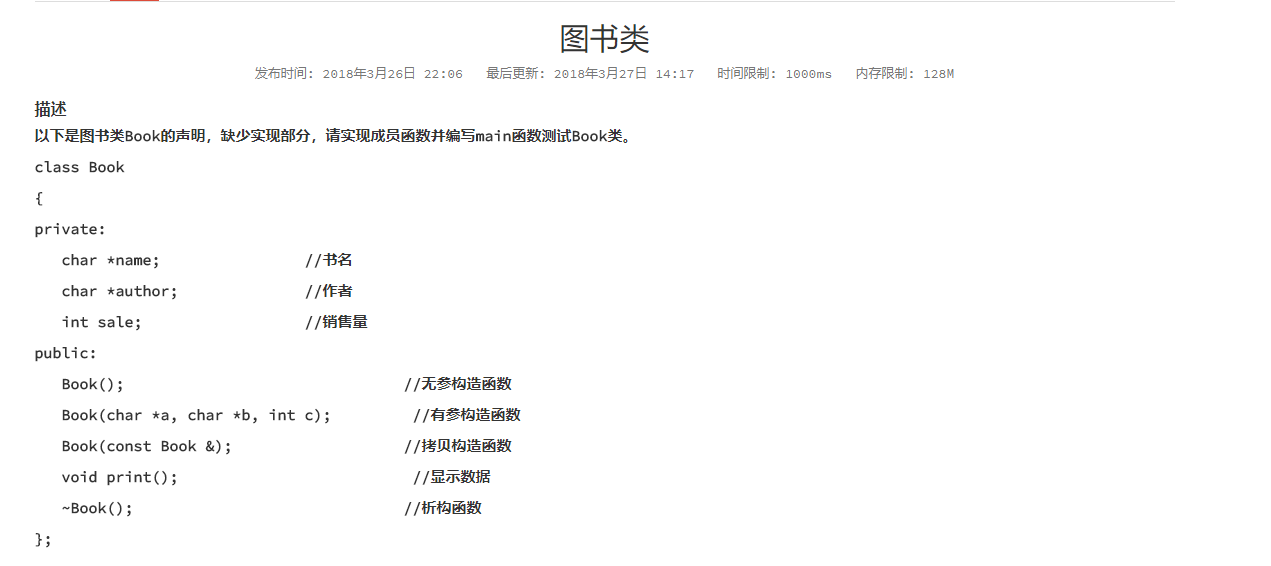 图书类
发布时间: 2018年3月26日 22:06 最后更新: 2018年3月27日 14:17 时间限制: 1000ms 内存限制: 128M
描述
以下是图书类Book的声明，缺少实现部分，请实现成员函数并编写main函数测试Book类。
class Book
{
private:
char *name; //书名
char *author; //作者
int sale; //销售量
public:
Book(); //无参构造函数
Book(char *a, char *b, int c); //有参构造函数
Book(const Book &); //拷贝构造函数
void print(); //显示数据
~Book(); //析构函数
};